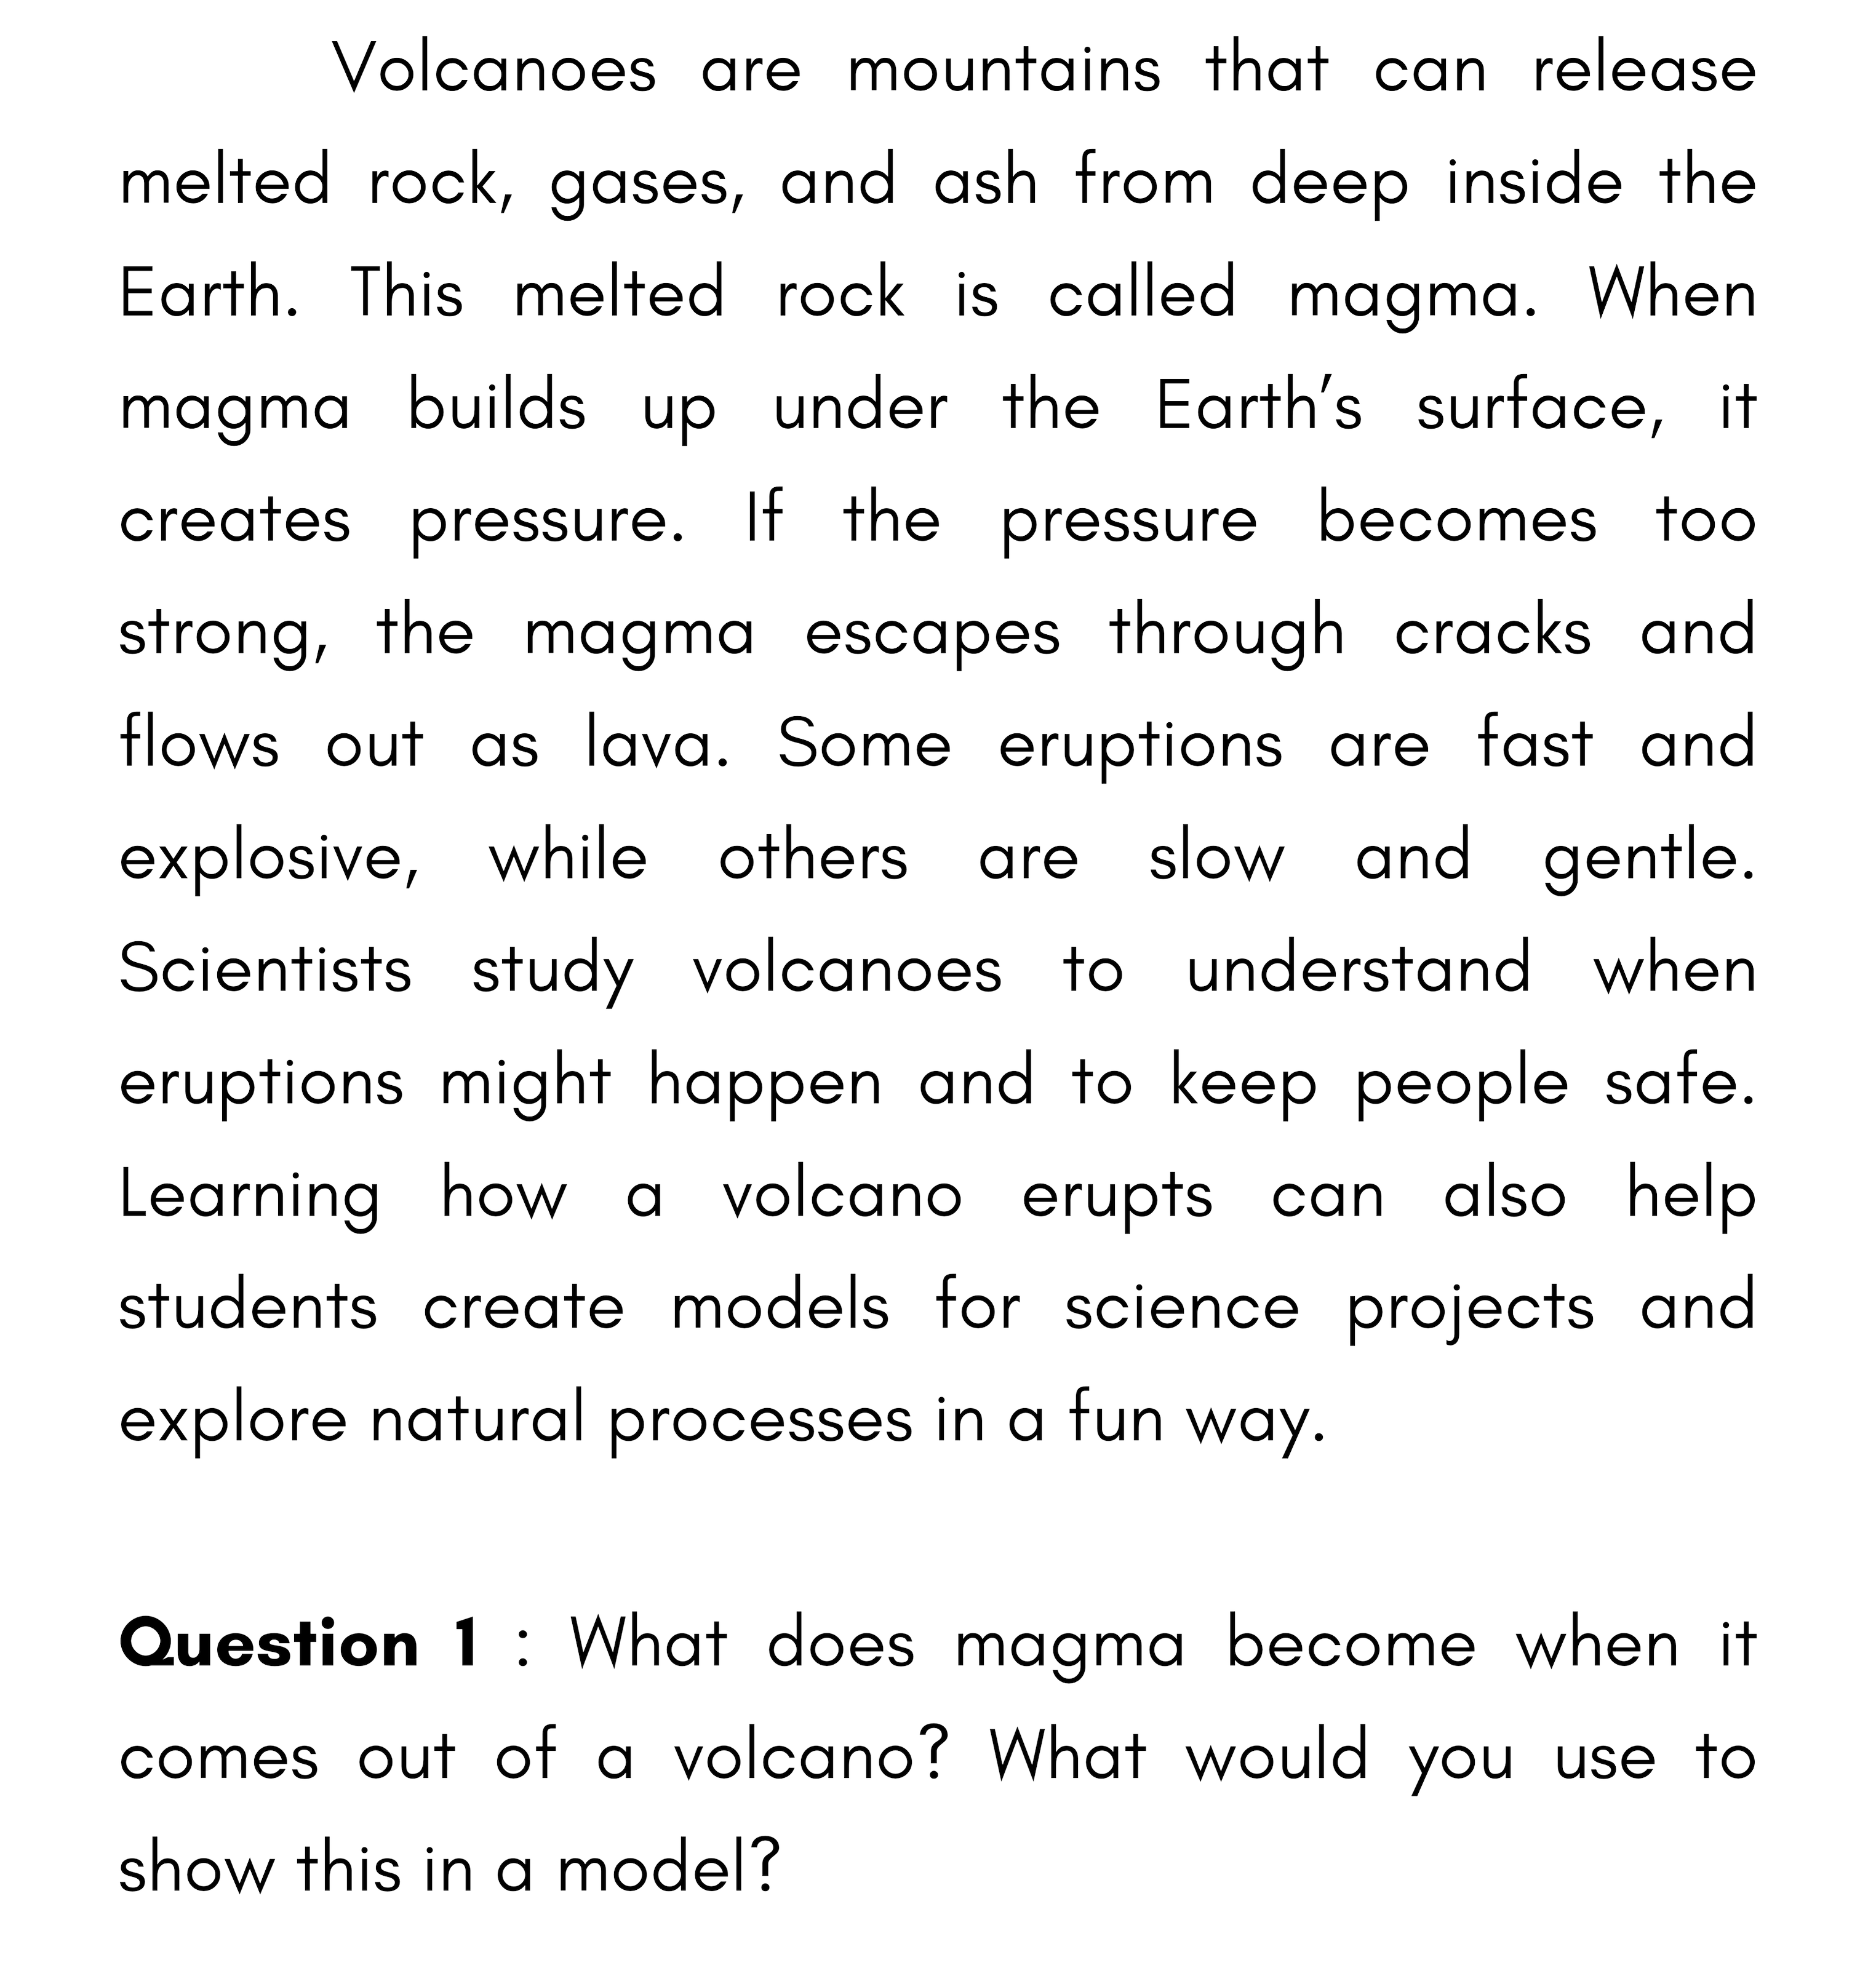 Volcanoes are mountains that can release
melted rock, gases, and ash from deep inside the
Earth. This melted rock is called magma. When
magma builds up under the Earth’s surface, it
creates pressure. If the pressure becomes too
strong, the magma escapes through cracks and
flows out as lava. Some eruptions are fast and
explosive, while others are slow and gentle.
Scientists study volcanoes to understand when
eruptions might happen and to keep people safe.
Learning how a volcano erupts can also help
students create models for science projects and
explore natural processes in a fun way.
Question 1 : What does magma become when it
comes out of a volcano? What would you use to
show this in a model?